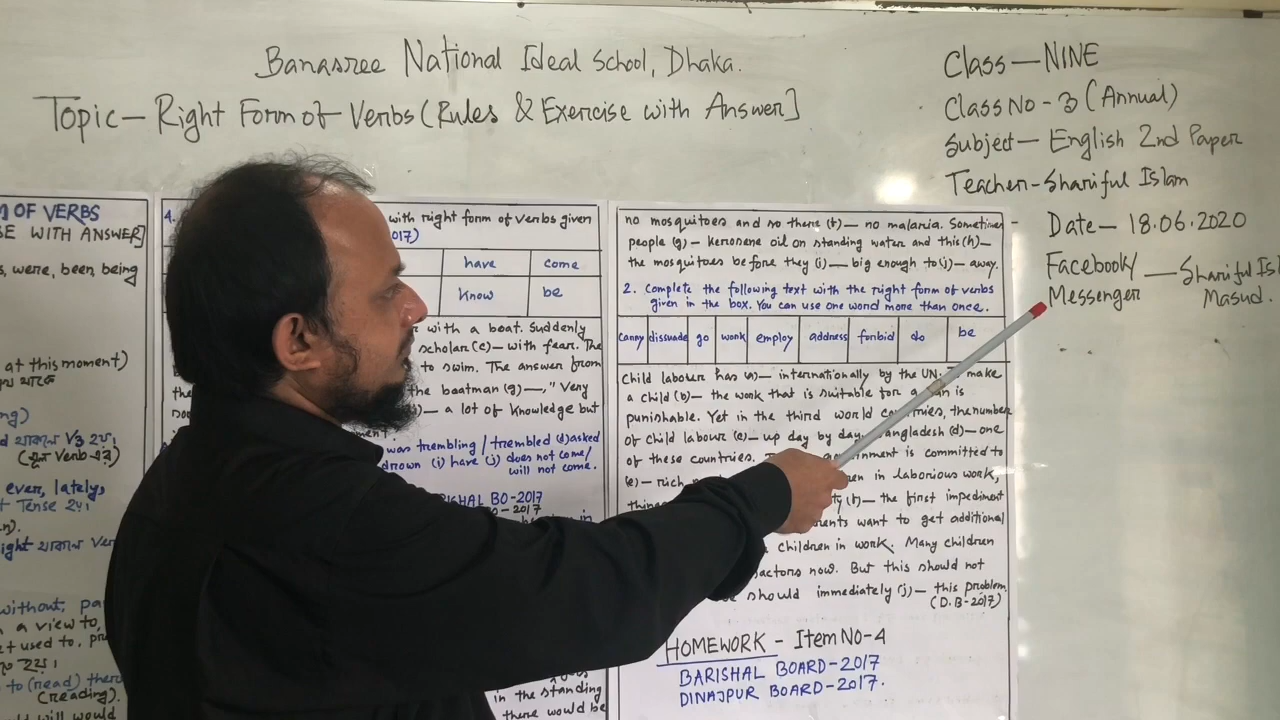 Banasree National Ideal School, Dhaka.
Topic— Right Form of Verbs (Rules & Exercise with Answer]
Class—NINE
Class No - 3 (Annual)
Subject— English 2nd Paper
Teacher-Shariful Islam
Date— 18.06.2020
Facebook/ — Shariful Isl
Messenger Masud.
OF VERBS
SE WITH ANSWER]
s, were, been, being
at this moment)
ng)
থাকলে V3 হয়।
(মূল Verb এর)
ever, lately,
t Tense হয়।
n).
ight থাকলে Ver
without, pa
a view to,
t used to, pr
হয়।
to (read) there
(reading)
would
4. with right form of verbs given
017)
have come
know be
with a boat. Suddenly
scholar (c)— with fear. The
to swim. The answer from
the the boatman (g)—," Very
— a lot of knowledge but
was trembling / trembled (d) asked
drown (i) have (j) does not come/
will not come.
BO-2017
- 2017
in the standing
there would be
no mosquitoes and so there (f)— no malaria. Sometimes
people (g)— kerosene oil on standing water and this (h)—
the mosquitoes before they (i)— big enough to (j)— away.
2. Complete the following text with the right form of verbs
given in the box. You can use one word more than once.
carry dissuade go work employ address forbid do be
Child labour has (a)— internationally by the UN. To make
a child (b)— the work that is suitable for a man is
punishable. Yet in the third world countries, the number
of child labour (c)— up day by day. Bangladesh (d)— one
of these countries. government is committed to
(e)— rich in laborious work,
(f)— the first impediment
want to get additional
children in work. Many children
now. But this should not
should immediately (j)— this problem
(D.B-2017)
HOMEWORK - Item No-4
BARISHAL BOARD-2017
DINAJPUR BOARD-2017.